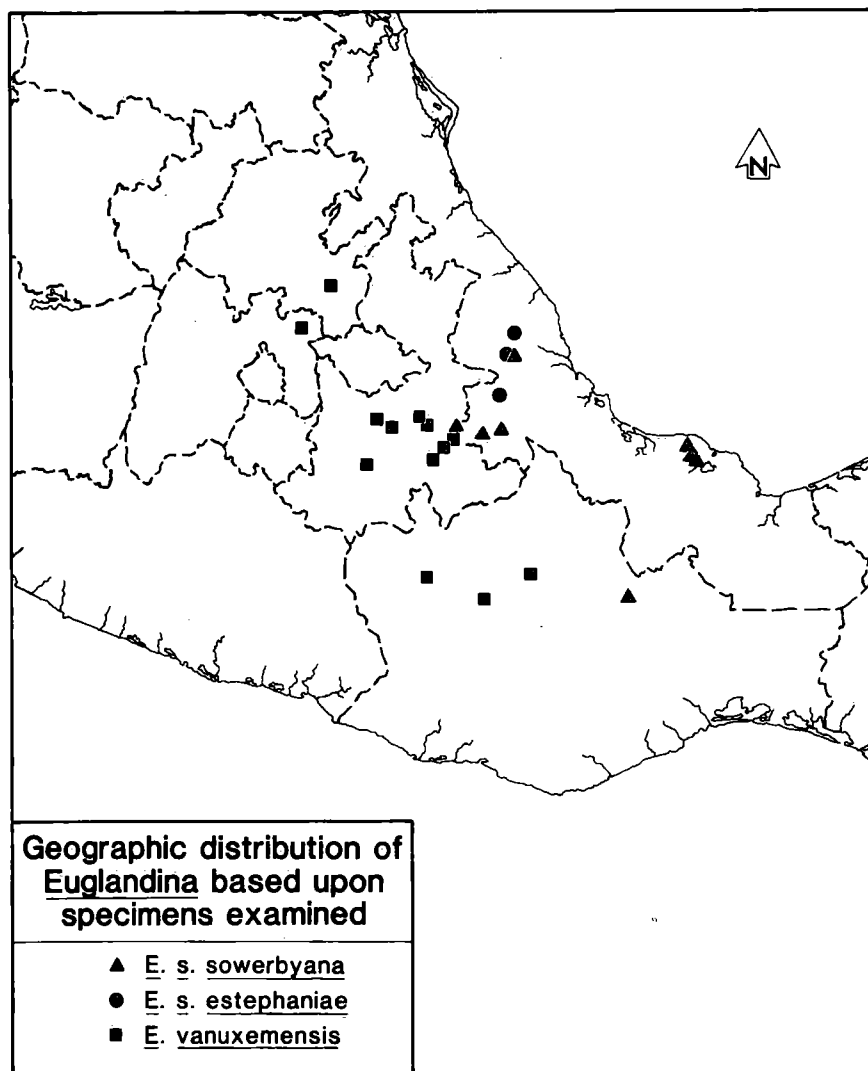 N
Geographic distribution of
Euglandina based upon
specimens examined
▲ E. s. sowerbyana
● E. s. estephaniae
■ E. vanuxemensis